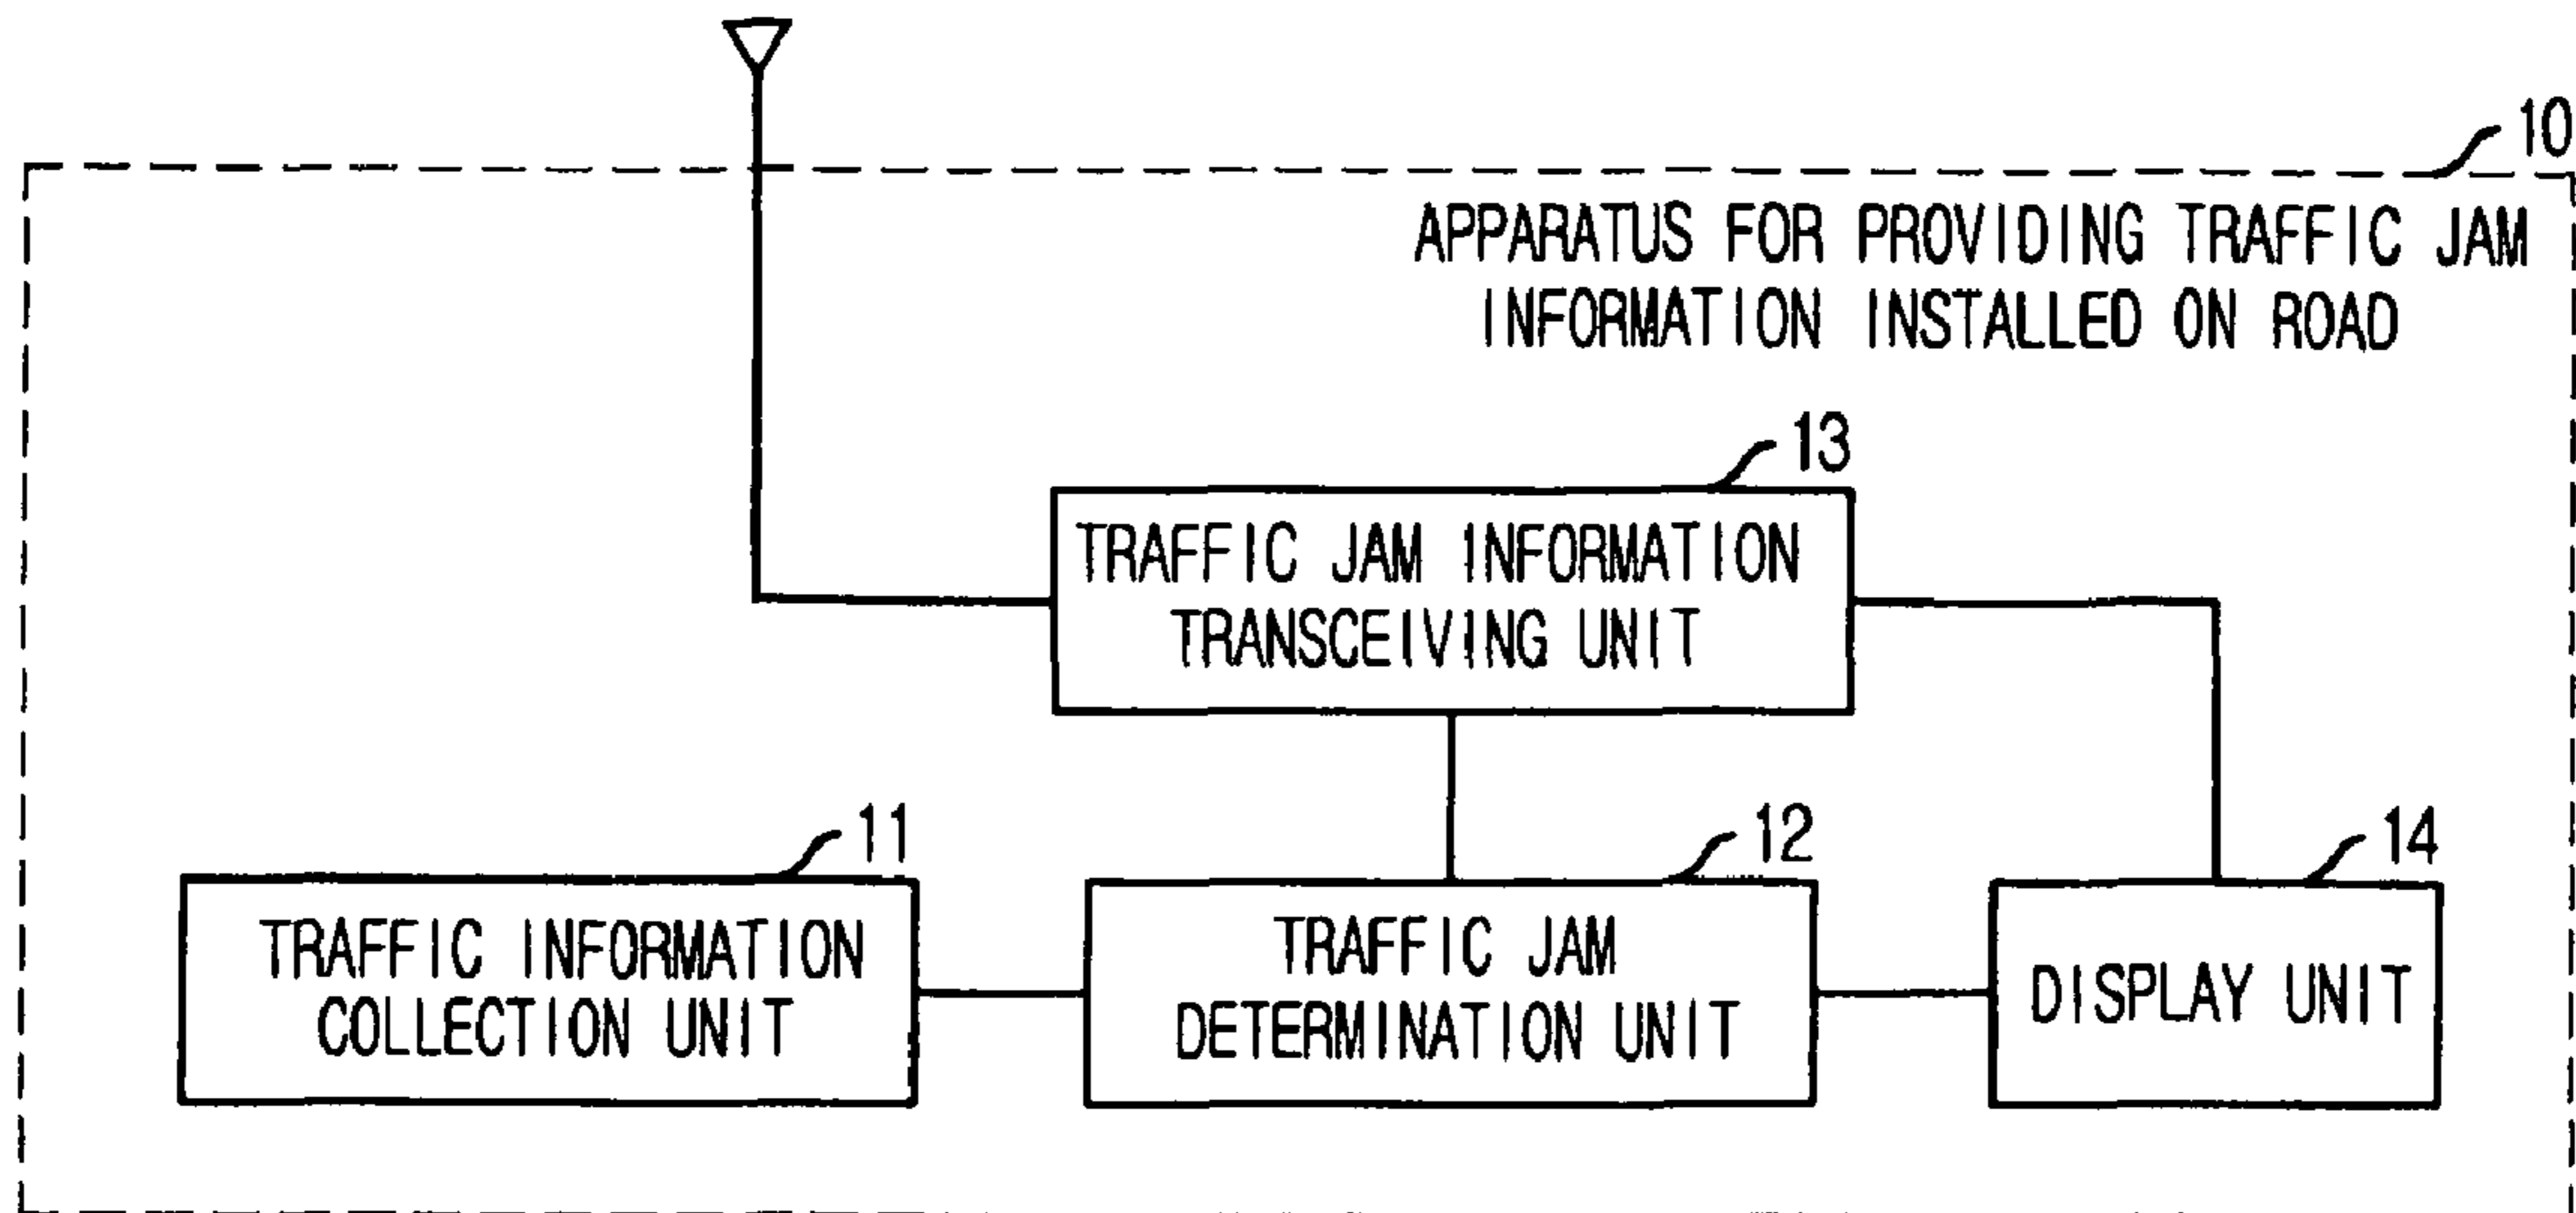 10
APPARATUS FOR PROVIDING TRAFFIC JAM
INFORMATION INSTALLED ON ROAD
13
TRAFFIC JAM INFORMATION
TRANSCEIVING UNIT
11
12
14
TRAFFIC INFORMATION
COLLECTION UNIT
TRAFFIC JAM
DETERMINATION UNIT
DISPLAY UNIT